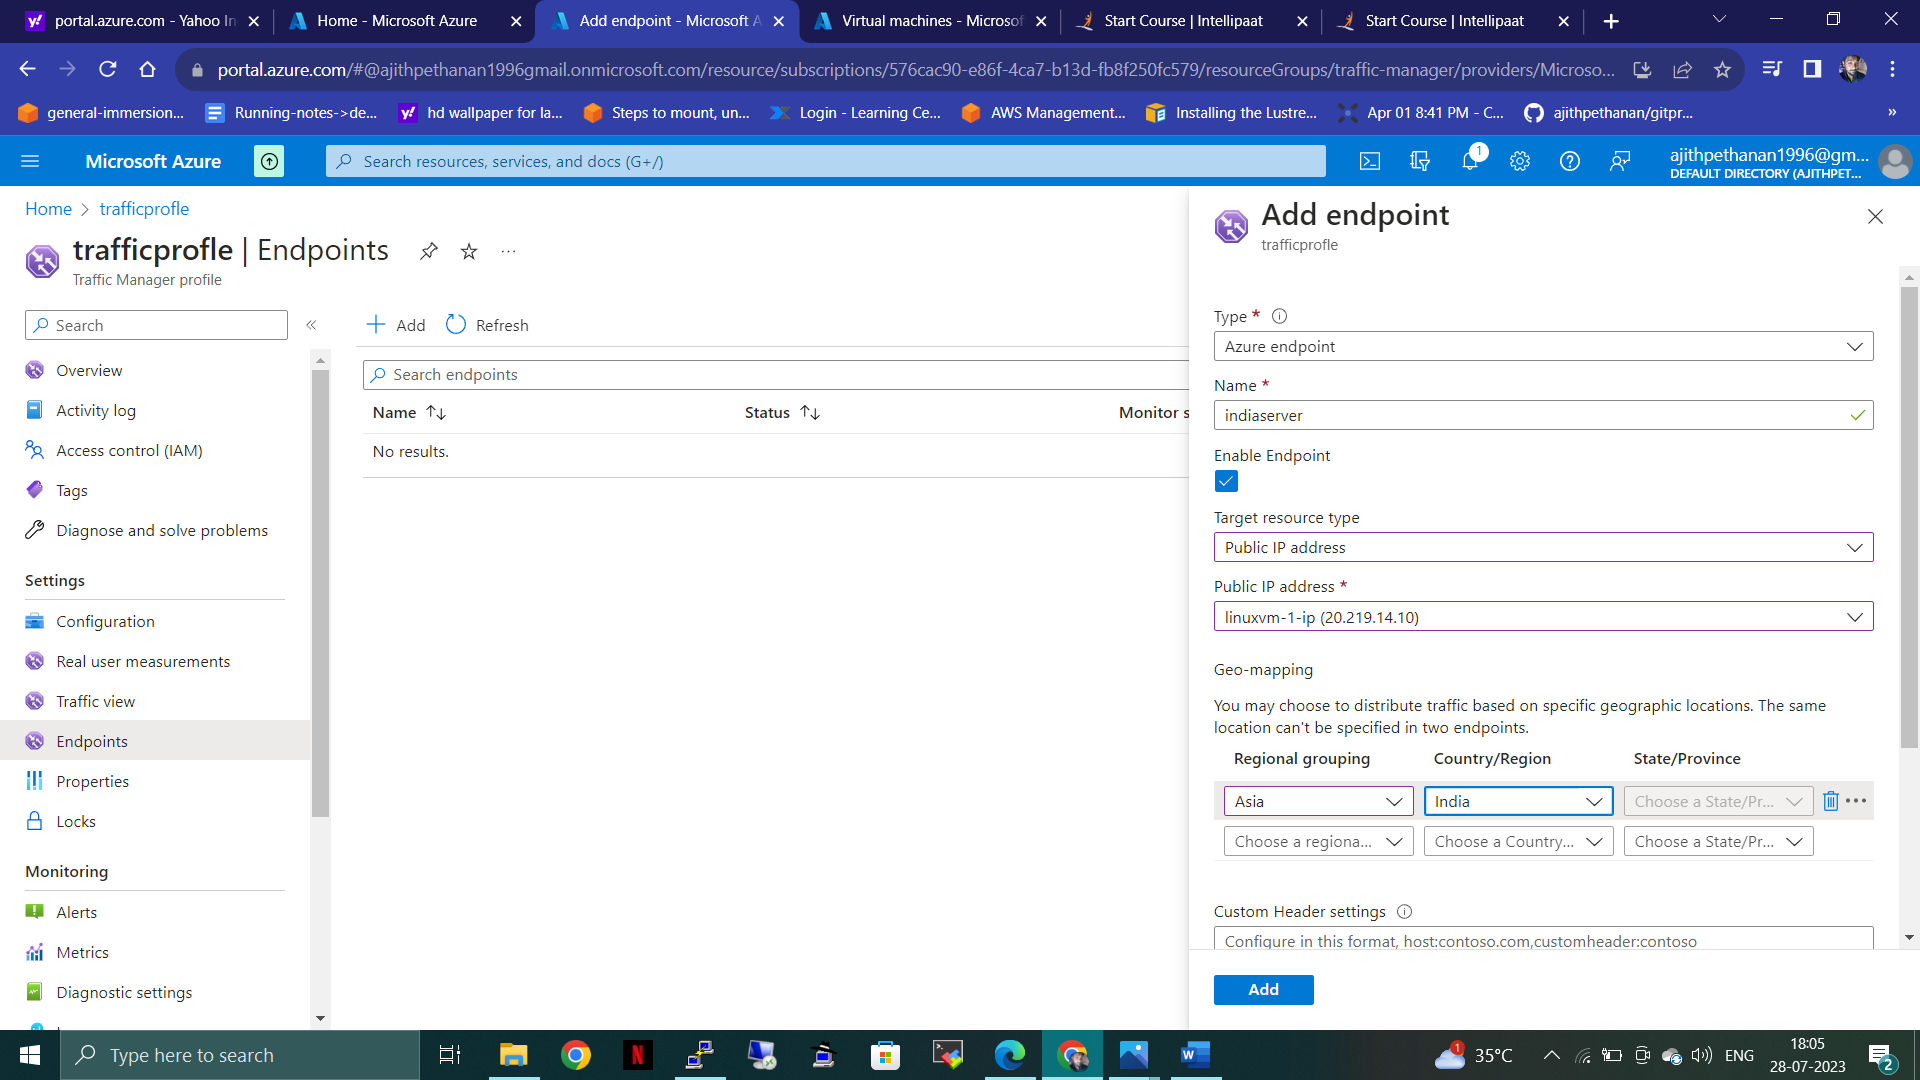 portal.azure.com - Yahoo In
Home - Microsoft Azure
Add endpoint - Microsoft A
Virtual machines - Microsof
Start Course | Intellipaat
Start Course | Intellipaat
portal.azure.com/#@ajithpethanan1996gmail.onmicrosoft.com/resource/subscriptions/576cac90-e86f-4ca7-b13d-fb8f250fc579/resourceGroups/traffic-manager/providers/Microso...
general-immersion...
Running-notes->de...
hd wallpaper for la...
Steps to mount, un...
Login - Learning Ce...
AWS Management...
Installing the Lustre...
Apr 01 8:41 PM - C...
ajithpethanan/gitpr...
»
Microsoft Azure
Search resources, services, and docs (G+/)
1
ajithpethanan1996@gm...
DEFAULT DIRECTORY (AJITHPET...
Home > trafficprofle
trafficprofle | Endpoints
Traffic Manager profile
Search
Overview
Activity log
Access control (IAM)
Tags
Diagnose and solve problems
Settings
Configuration
Real user measurements
Traffic view
Endpoints
Properties
Locks
Monitoring
Alerts
Metrics
Diagnostic settings
Add
Refresh
Search endpoints
Name
Status
Monitor s
No results.
Add endpoint
trafficprofle
Type *
Azure endpoint
Name *
indiaserver
Enable Endpoint
Target resource type
Public IP address
Public IP address *
linuxvm-1-ip (20.219.14.10)
Geo-mapping
You may choose to distribute traffic based on specific geographic locations. The same
location can't be specified in two endpoints.
Regional grouping
Country/Region
State/Province
Asia
India
Choose a State/Pr...
Choose a regiona...
Choose a Country...
Choose a State/Pr...
Custom Header settings
Configure in this format, host:contoso.com,customheader:contoso
Add
Type here to search
1
35°C
ENG
18:05
28-07-2023
2